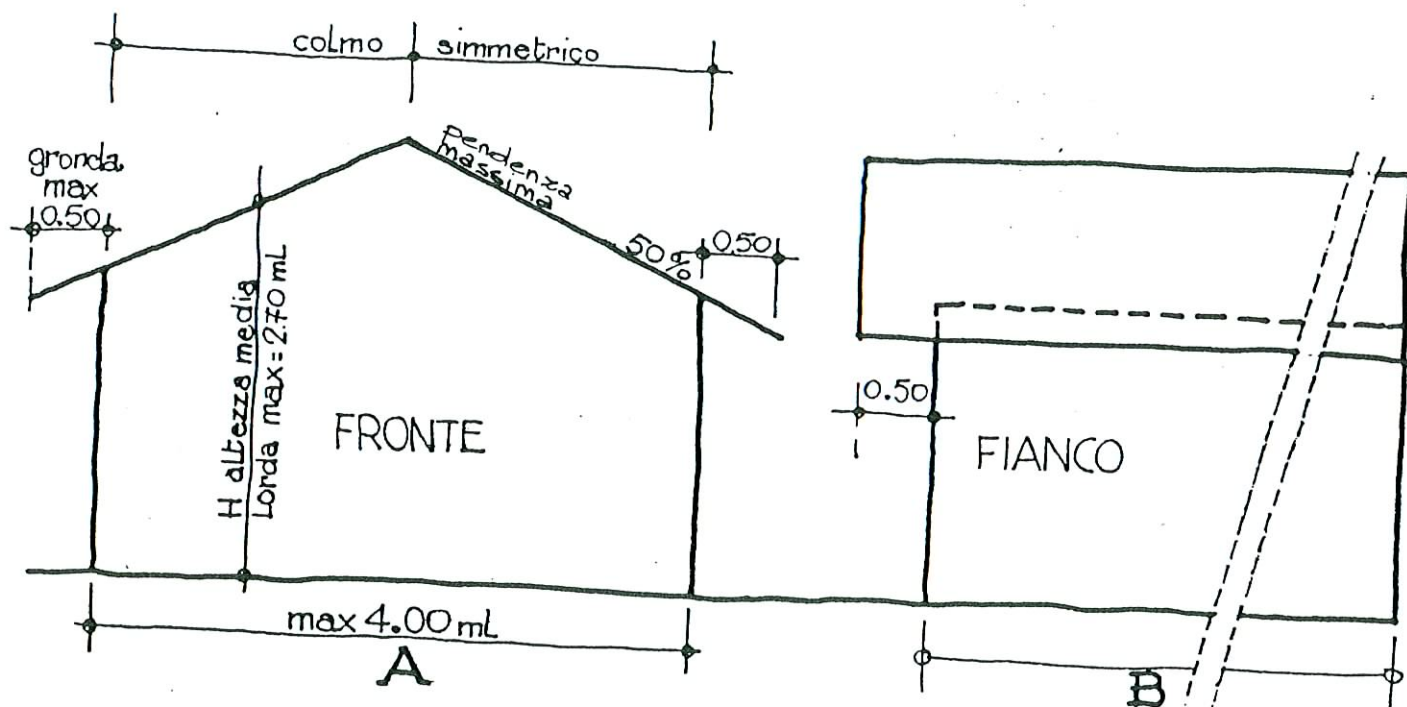 colmo simmetrico
gronda
max
0.50
Pendenza
massima
50%
0.50
H altezza media
Lorda max=2.70 mL
FRONTE
0.50
FIANCO
max 4.00 mL
A
B